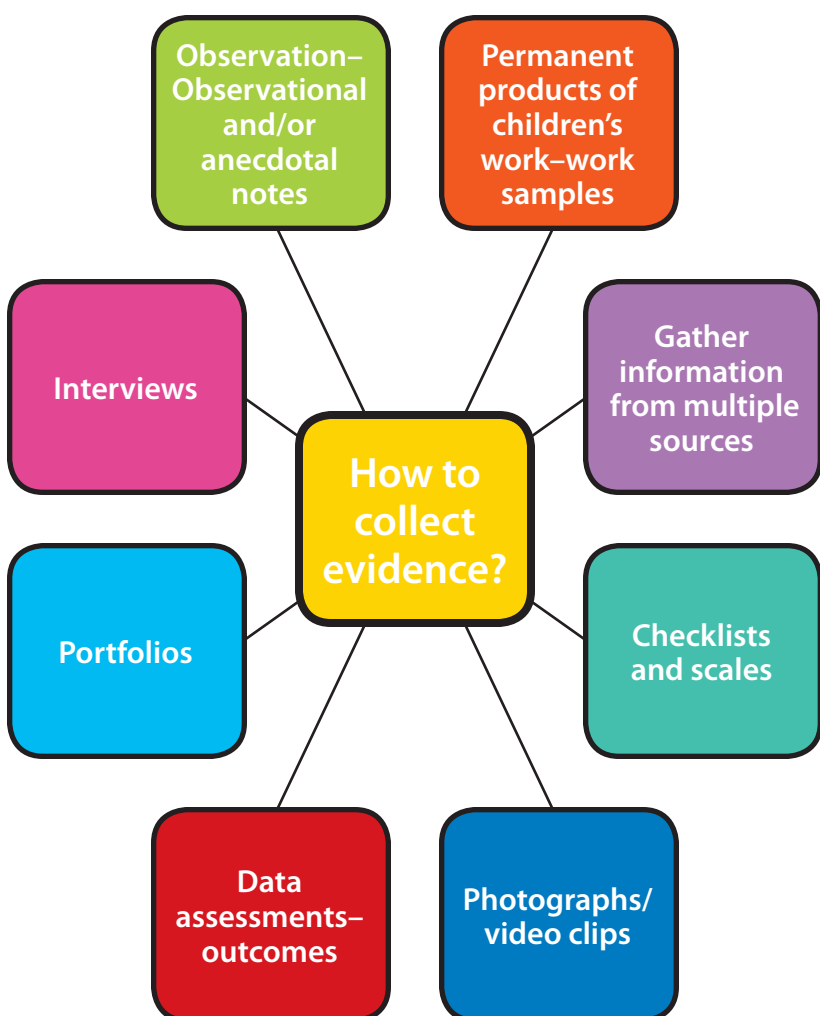 Observation–
Observational
and/or
anecdotal
notes
Permanent
products of
children’s
work–work
samples
Interviews
Gather
information
from multiple
sources
How to
collect
evidence?
Portfolios
Checklists
and scales
Data
assessments–
outcomes
Photographs/
video clips